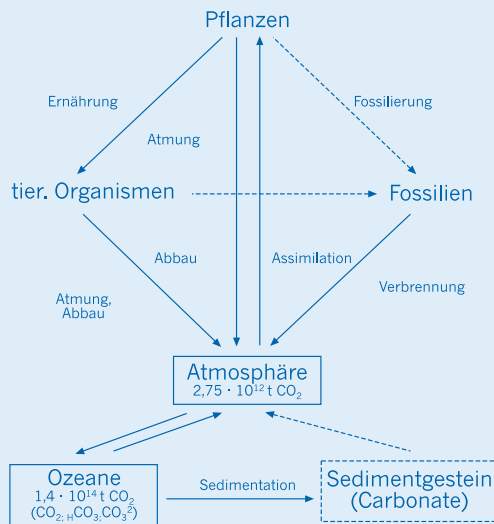 Pflanzen
Ernährung
Fossilierung
Atmung
tier. Organismen
Fossilien
Abbau
Assimilation
Atmung,
Abbau
Verbrennung
Atmosphäre
2,75 · 10¹² t CO₂
Ozeane
1,4 · 10¹⁴ t CO₂
(CO₂; HCO₃; CO₃²)
Sedimentation
Sedimentgestein
(Carbonate)